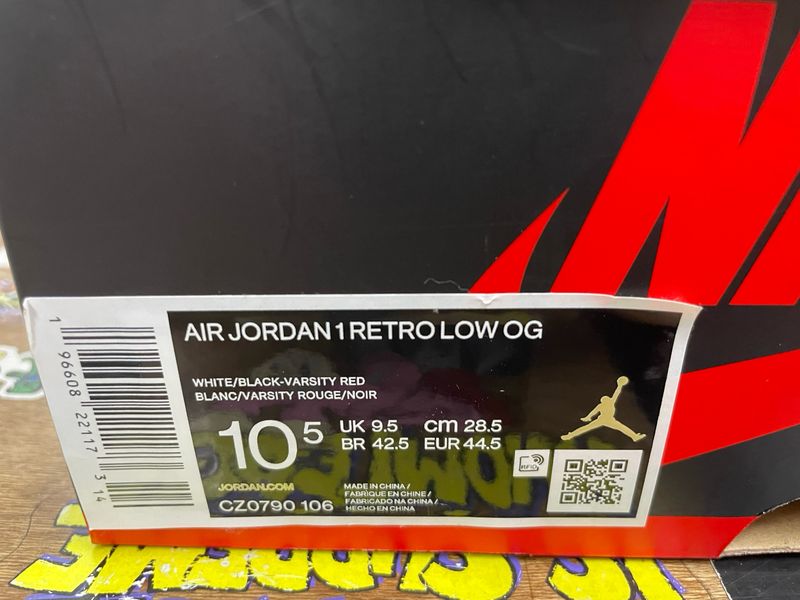 AIR JORDAN 1 RETRO LOW OG
WHITE/BLACK-VARSITY RED
BLANC/VARSITY ROUGE/NOIR
10 5
UK 9.5 cm 28.5
BR 42.5 EUR 44.5
RFID
JORDAN.COM
CZ0790 106
MADE IN CHINA /
FABRIQUE EN CHINE /
FABRICADO NA CHINA /
HECHO EN CHINA
1 96608 22117 3 14